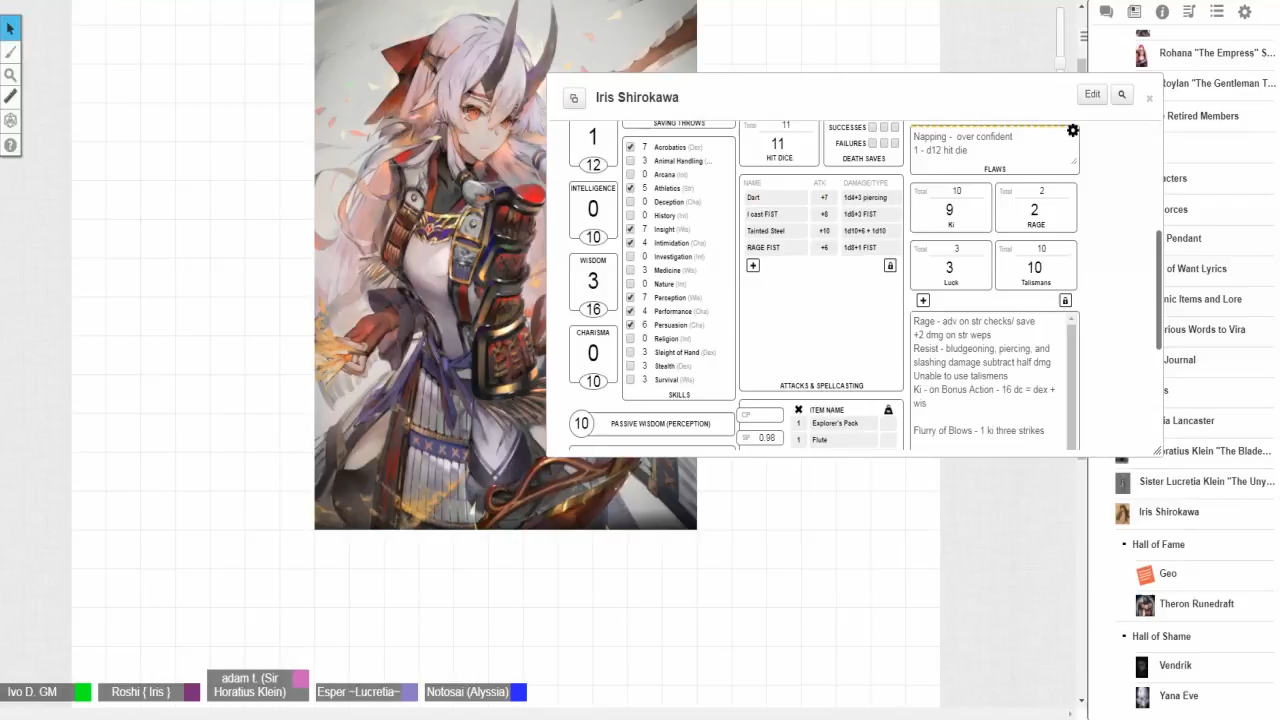 Iris Shirokawa
Edit
1
12
INTELLIGENCE
0
10
WISDOM
3
16
CHARISMA
0
10
SAVING THROWS
7 Acrobatics (Dex)
3 Animal Handling (...
0 Arcana (Int)
5 Athletics (Str)
0 Deception (Cha)
0 History (Int)
7 Insight (Wis)
4 Intimidation (Cha)
0 Investigation (Int)
3 Medicine (Wis)
0 Nature (Int)
7 Perception (Wis)
4 Performance (Cha)
6 Persuasion (Cha)
0 Religion (Int)
3 Sleight of Hand (Dex)
3 Stealth (Dex)
3 Survival (Wis)
SKILLS
10 PASSIVE WISDOM (PERCEPTION)
Total 11
11
HIT DICE
SUCCESSES
FAILURES
DEATH SAVES
NAME ATK DAMAGE/TYPE
Dart +7 1d4+3 piercing
I cast FIST +8 1d8+3 FIST
Tainted Steel +10 1d10+6 + 1d10
RAGE FIST +6 1d8+1 FIST
ATTACKS & SPELLCASTING
CP
SP 0.98
ITEM NAME
1 Explorer's Pack
1 Flute
Napping - over confident
1 - d12 hit die
FLAWS
Total 10
9
Ki
Total 2
2
RAGE
Total 3
3
Luck
Total 10
10
Talismans
Rage - adv on str checks/ save
+2 dmg on str weps
Resist - bludgeoning, piercing, and
slashing damage subtract half dmg
Unable to use talismens
Ki - on Bonus Action - 16 dc = dex +
wis
Flurry of Blows - 1 ki three strikes
Rohana "The Empress" S...
Roylan "The Gentleman T...
Retired Members
cters
orces
Pendant
of Want Lyrics
nic Items and Lore
rious Words to Vira
Journal
s
ia Lancaster
oratius Klein "The Blade...
Sister Lucretia Klein "The Uny...
Iris Shirokawa
Hall of Fame
Geo
Theron Runedraft
Hall of Shame
Vendrik
Yana Eve
Ivo D. GM
Roshi { Iris }
adam t. (Sir
Horatius Klein)
Esper ~Lucretia~
Notosai (Alyssia)